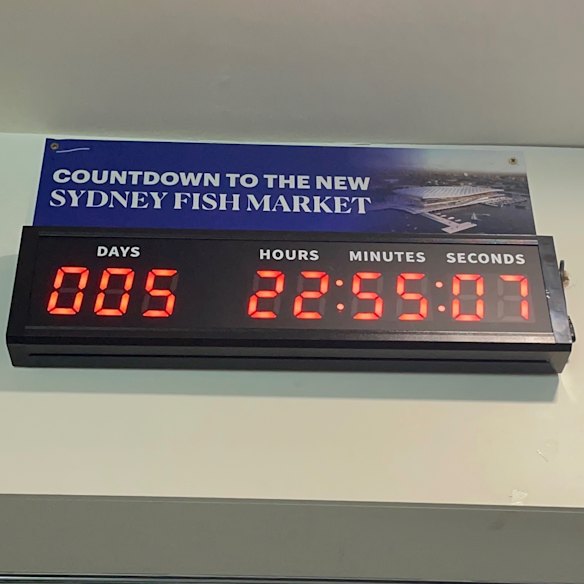 COUNTDOWN TO THE NEW
SYDNEY FISH MARKET
DAYS HOURS MINUTES SECONDS
005 22:55:07